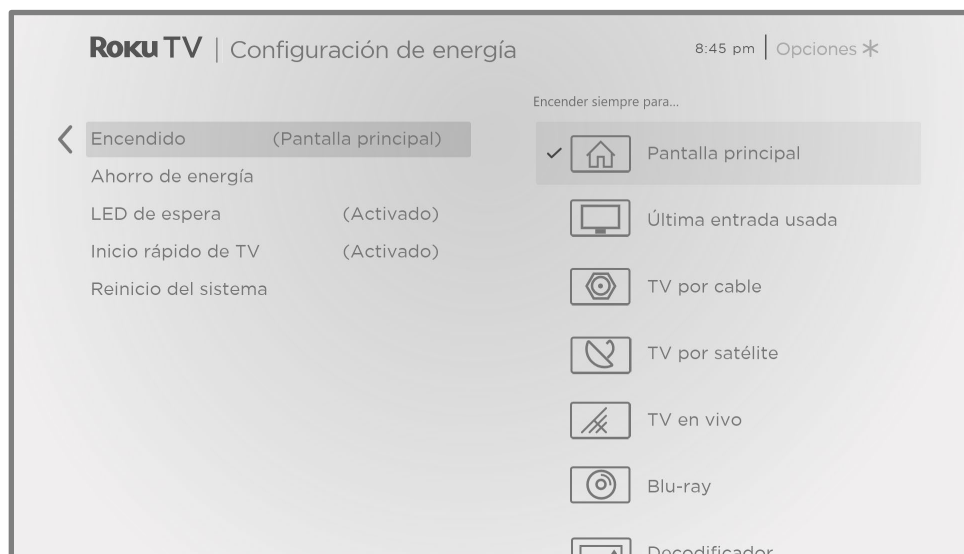 Roku TV | Configuración de energía
8:45 pm | Opciones
Encender siempre para...
Encendido (Pantalla principal)
Ahorro de energía
LED de espera (Activado)
Inicio rápido de TV (Activado)
Reinicio del sistema
Pantalla principal
Última entrada usada
TV por cable
TV por satélite
TV en vivo
Blu-ray
Decodificador